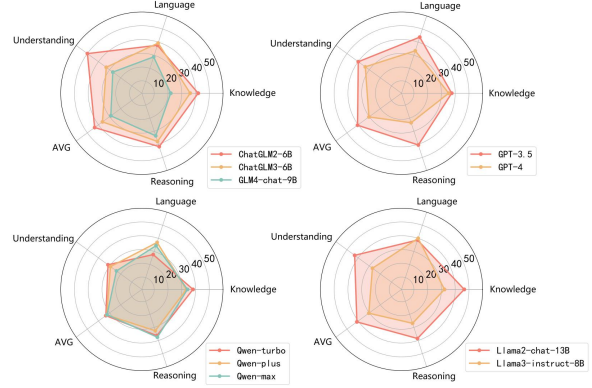 Language
Understanding
50
40
30
20
10
Knowledge
AVG
Reasoning
ChatGLM2-6B
ChatGLM3-6B
GLM4-chat-9B
Language
Understanding
50
40
30
20
10
Knowledge
AVG
Reasoning
GPT-3.5
GPT-4
Language
Understanding
50
40
30
20
10
Knowledge
AVG
Reasoning
Qwen-turbo
Qwen-plus
Qwen-max
Language
Understanding
50
40
30
20
10
Knowledge
AVG
Reasoning
Llama2-chat-13B
Llama3-instruct-8B